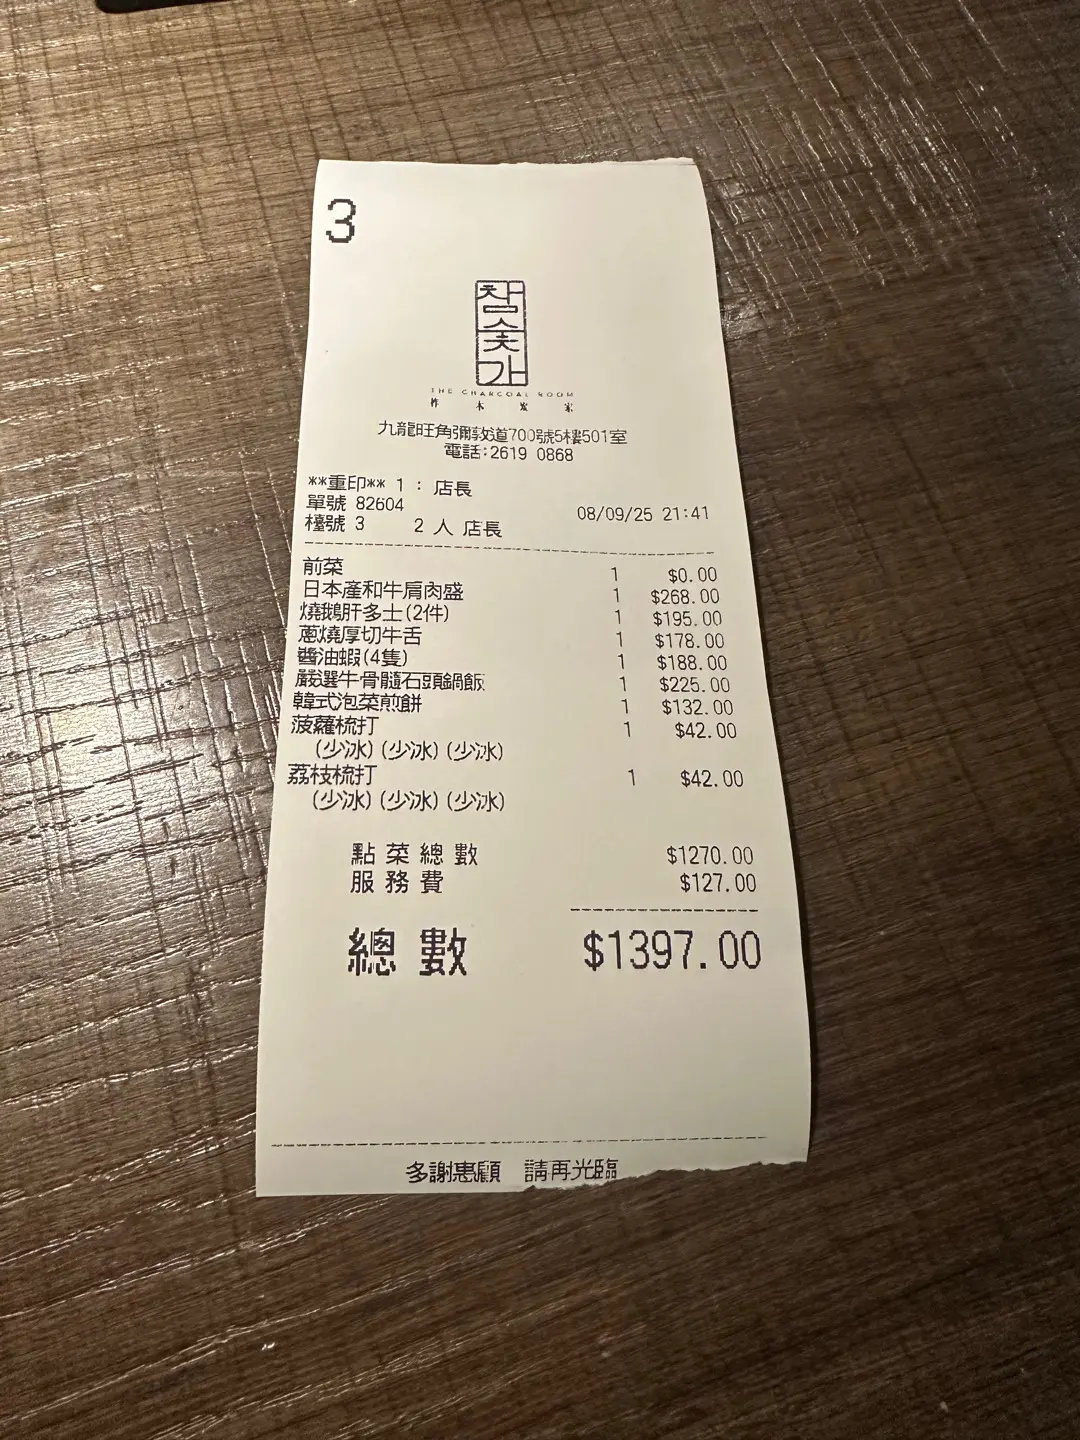 3
참숯가
THE CHARCOAL ROOM
柞木炭家
九龍旺角彌敦道700號5樓501室
電話:2619 0868
**重印** 1 : 店長
單號 82604
08/09/25 21:41
檯號 3 2 人 店長
前菜 1 $0.00
日本產和牛肩肉盛 1 $268.00
燒鵝肝多士(2件) 1 $195.00
蔥燒厚切牛舌 1 $178.00
醬油蝦(4隻) 1 $188.00
嚴選牛骨髓石頭鍋飯 1 $225.00
韓式泡菜煎餅 1 $132.00
菠蘿梳打 1 $42.00
(少冰)(少冰)(少冰)
荔枝梳打 1 $42.00
(少冰)(少冰)(少冰)
點菜總數 $1270.00
服務費 $127.00
總數 $1397.00
多謝惠顧 請再光臨